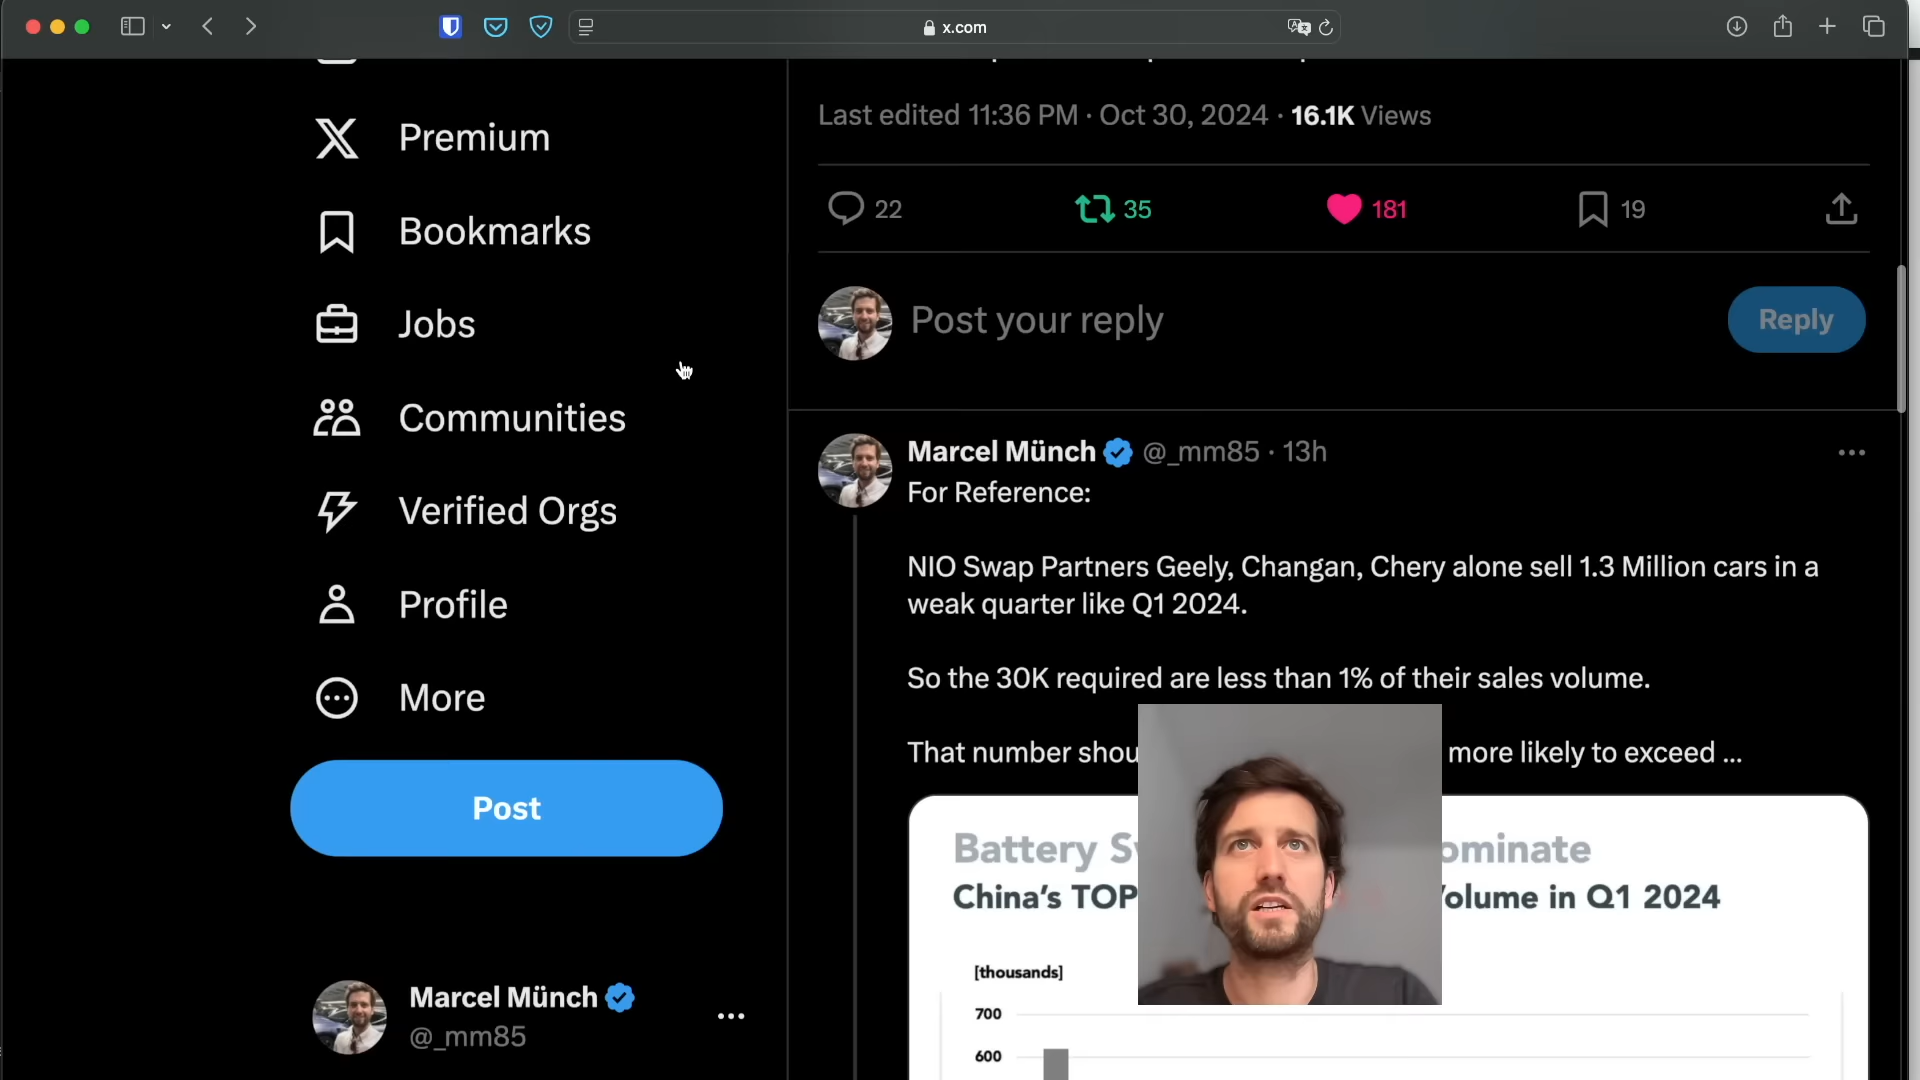 x.com
Premium
Bookmarks
Jobs
Communities
Verified Orgs
Profile
More
Post
Marcel Münch
@_mm85
Last edited 11:36 PM · Oct 30, 2024 · 16.1K Views
22 35 181 19
Post your reply
Reply
Marcel Münch @_mm85 · 13h
For Reference:
NIO Swap Partners Geely, Changan, Chery alone sell 1.3 Million cars in a
weak quarter like Q1 2024.
So the 30K required are less than 1% of their sales volume.
That number more likely to exceed ...
Battery
China's TOP in Q1 2024
[thousands]
700
600